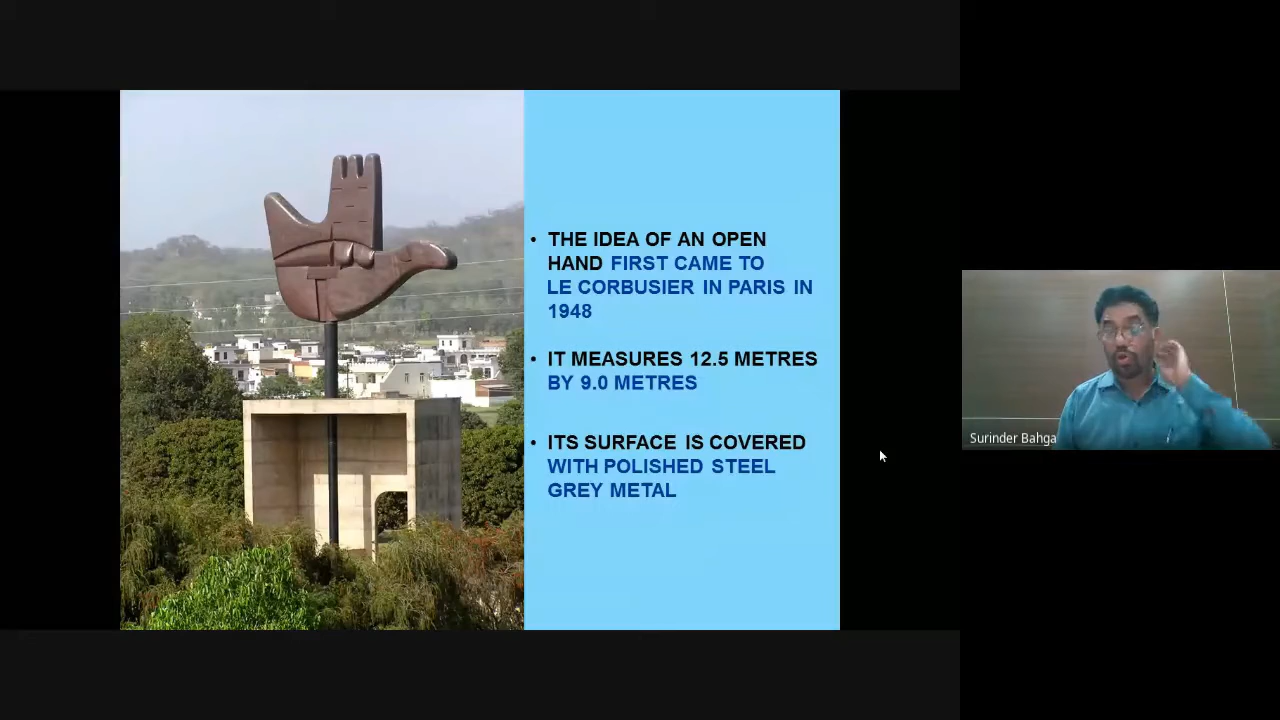 • THE IDEA OF AN OPEN
HAND FIRST CAME TO
LE CORBUSIER IN PARIS IN
1948
• IT MEASURES 12.5 METRES
BY 9.0 METRES
• ITS SURFACE IS COVERED
WITH POLISHED STEEL
GREY METAL
Surinder Bahga